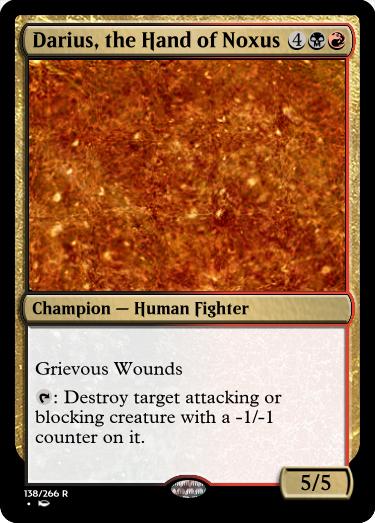 Darius, the Hand of Noxus 4
Champion — Human Fighter
Grievous Wounds
: Destroy target attacking or
blocking creature with a -1/-1
counter on it.
5/5
138/266 R